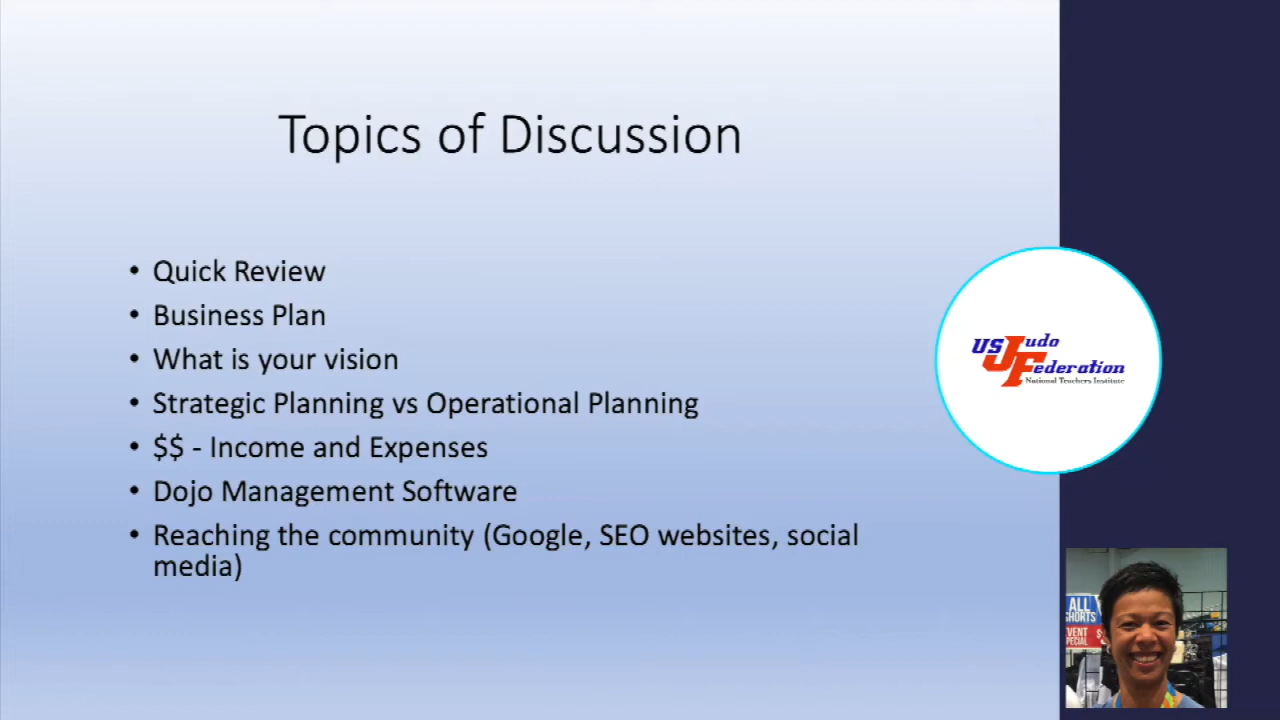 Topics of Discussion
• Quick Review
• Business Plan
• What is your vision
• Strategic Planning vs Operational Planning
• $$ - Income and Expenses
• Dojo Management Software
• Reaching the community (Google, SEO websites, social
media)
US Judo
Federation
National Teachers Institute
ALL
SHORTS
EVENT
SPECIAL